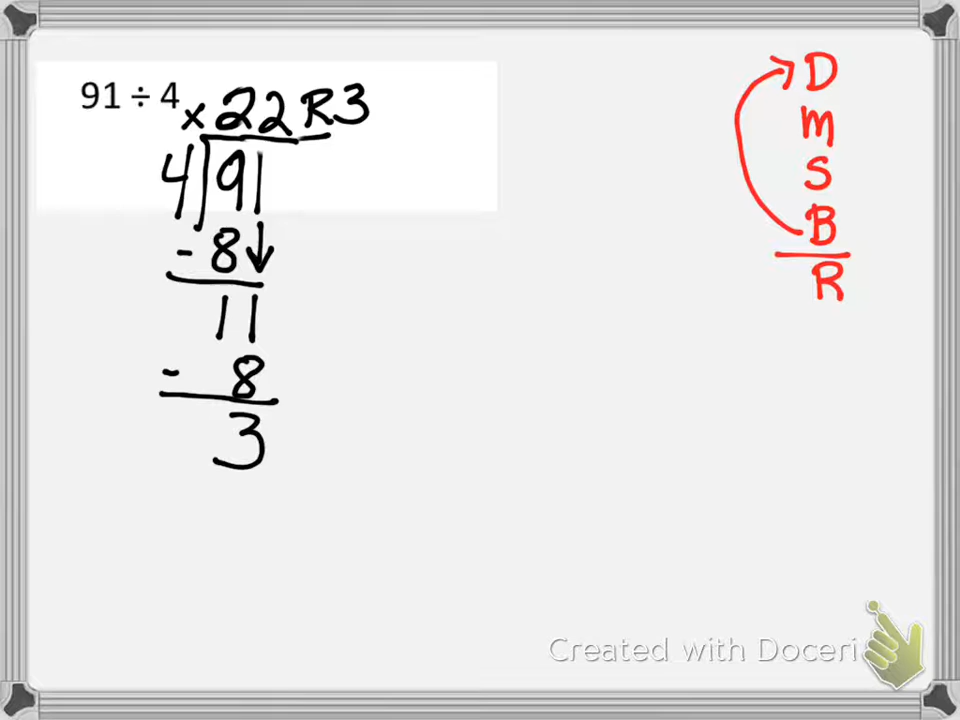 91 ÷ 4
× 22 R3
4 91
- 8↓
11
- 8
3
D
m
S
B
R
Created with Doceri